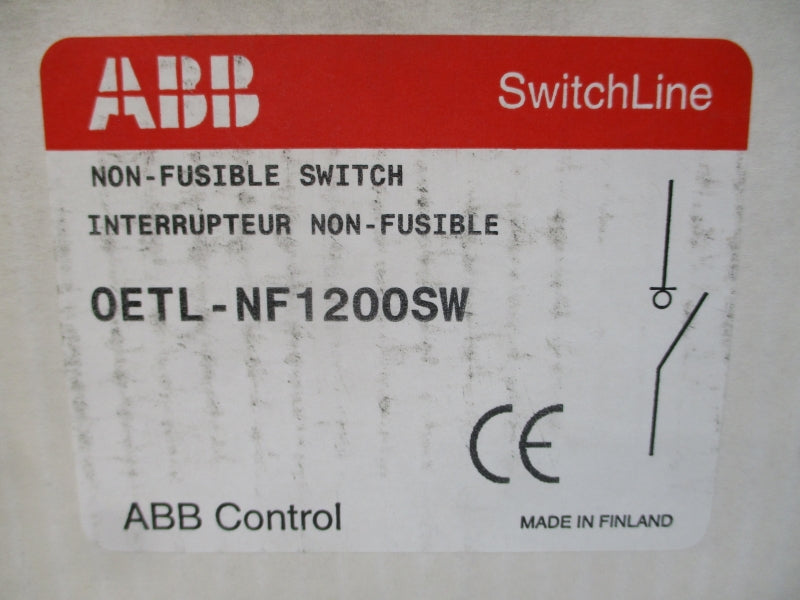 ABB SwitchLine
NON-FUSIBLE SWITCH
INTERRUPTEUR NON-FUSIBLE
OETL-NF1200SW
CE
ABB Control MADE IN FINLAND